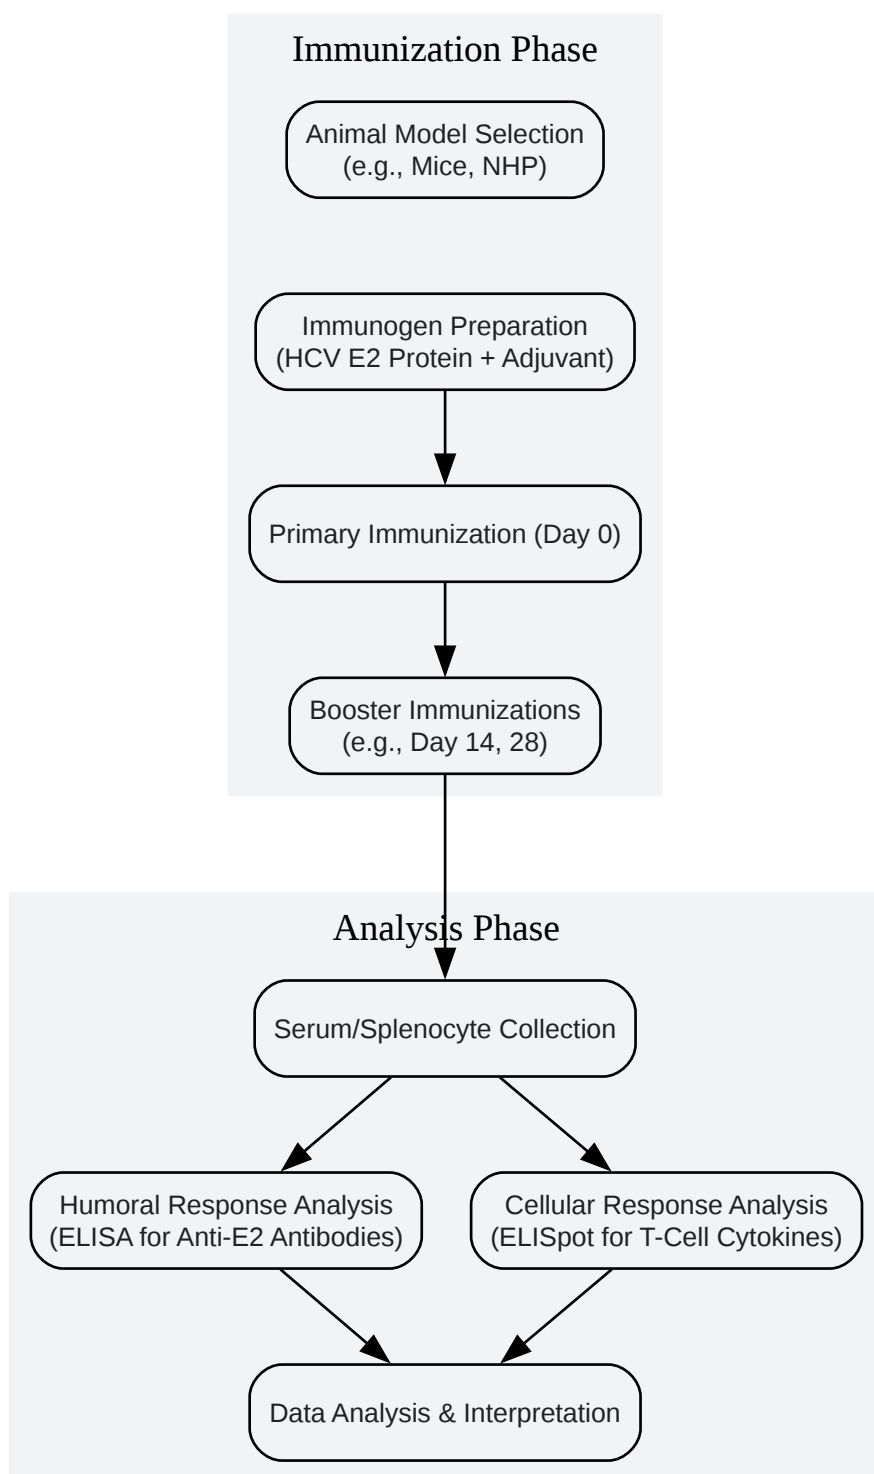 Immunization Phase
Animal Model Selection
(e.g., Mice, NHP)
Immunogen Preparation
(HCV E2 Protein + Adjuvant)
Primary Immunization (Day 0)
Booster Immunizations
(e.g., Day 14, 28)
Analysis Phase
Serum/Splenocyte Collection
Humoral Response Analysis
(ELISA for Anti-E2 Antibodies)
Cellular Response Analysis
(ELISpot for T-Cell Cytokines)
Data Analysis & Interpretation